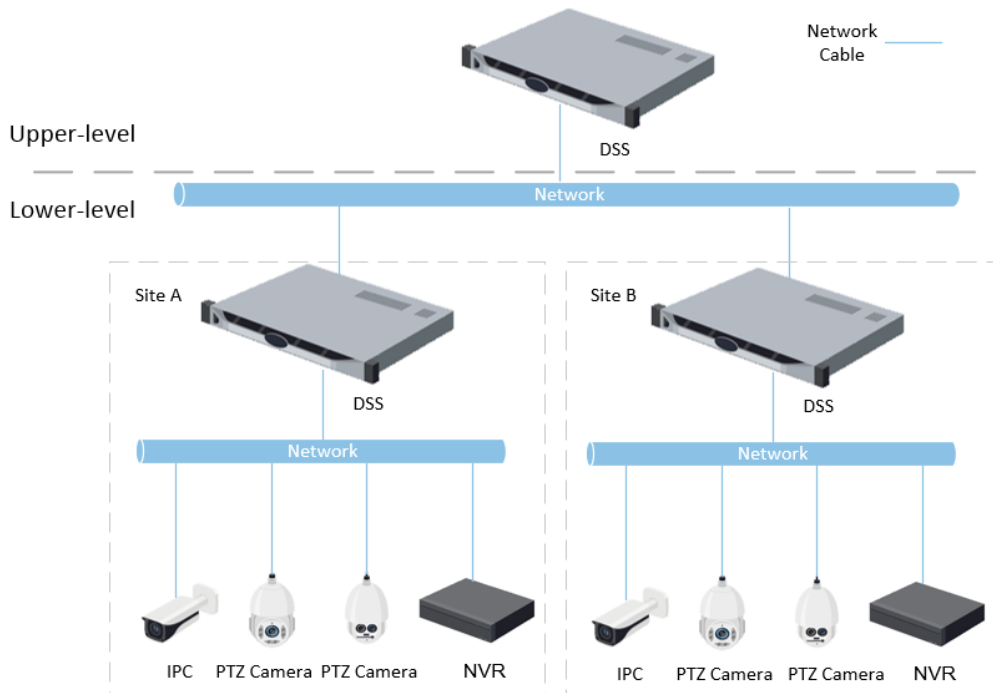 Network
Cable
DSS
Upper-level
Network
Lower-level
Site A
Site B
DSS
DSS
Network
Network
IPC PTZ Camera PTZ Camera NVR
IPC PTZ Camera PTZ Camera NVR